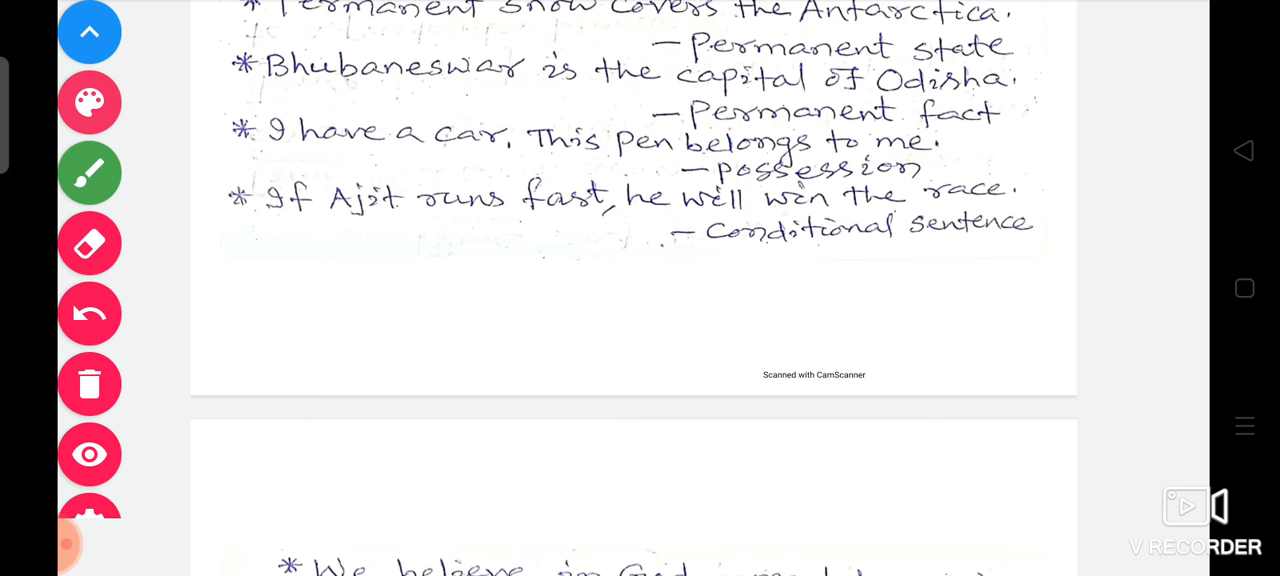 * Permanent snow covers the Antarctica.
– Permanent state
* Bhubaneswar is the capital of Odisha.
– Permanent fact
* I have a car. This pen belongs to me.
– possession
* If Ajit runs fast, he will win the race.
– Conditional sentence
Scanned with CamScanner
* We believe in God
V RECORDER